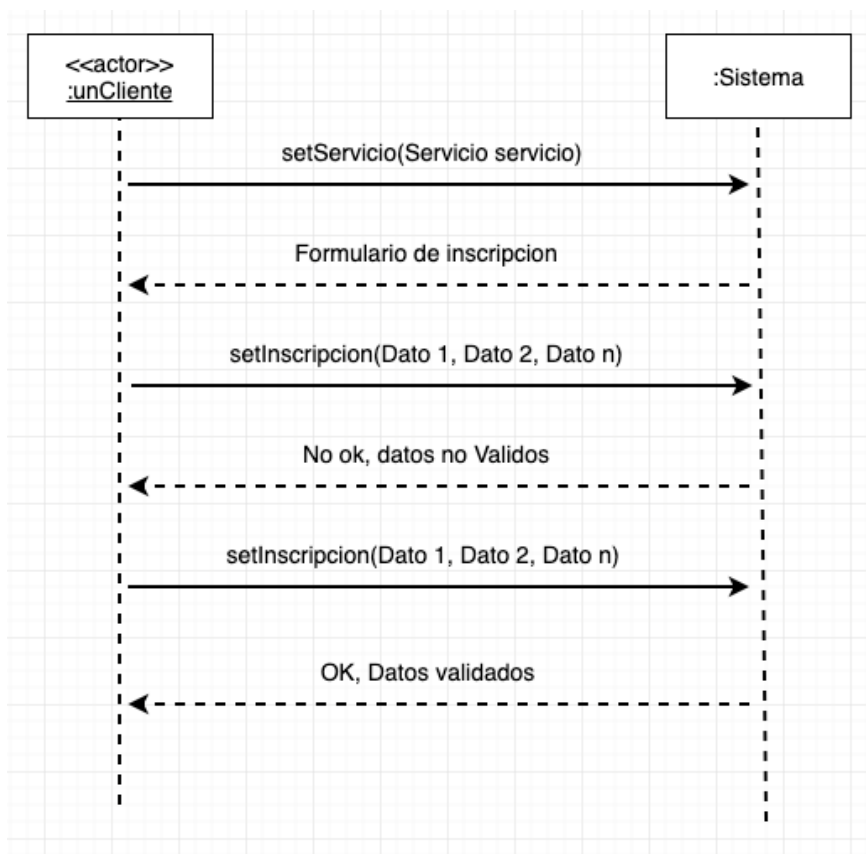 <<actor>>
:unCliente
:Sistema
setServicio(Servicio servicio)
Formulario de inscripcion
setInscripcion(Dato 1, Dato 2, Dato n)
No ok, datos no Validos
setInscripcion(Dato 1, Dato 2, Dato n)
OK, Datos validados